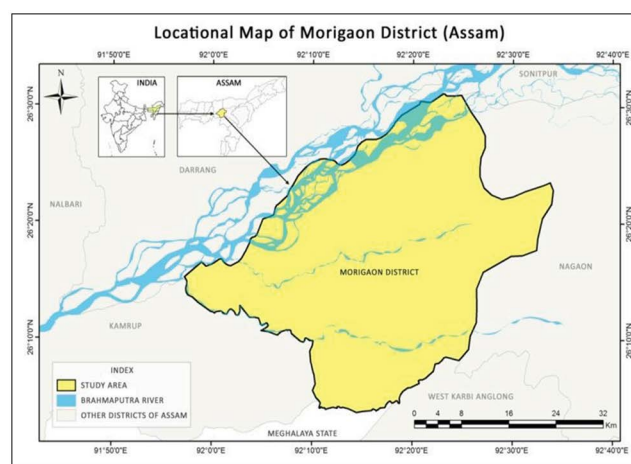 Locational Map of Morigaon District (Assam)
91°50'0"E 92°0'0"E 92°10'0"E 92°20'0"E 92°30'0"E 92°40'0"E
N
INDIA
ASSAM
SONITPUR
26°30'0"N
26°30'0"N
DARRANG
NALBARI
26°20'0"N
26°20'0"N
MORIGAON DISTRICT
NAGAON
KAMRUP
26°10'0"N
26°10'0"N
INDEX
STUDY AREA
BRAHMAPUTRA RIVER
OTHER DISTRICTS OF ASSAM
WEST KARBI ANGLONG
0 4 8 16 24 32
Km
MEGHALAYA STATE
91°50'0"E 92°0'0"E 92°10'0"E 92°20'0"E 92°30'0"E 92°40'0"E